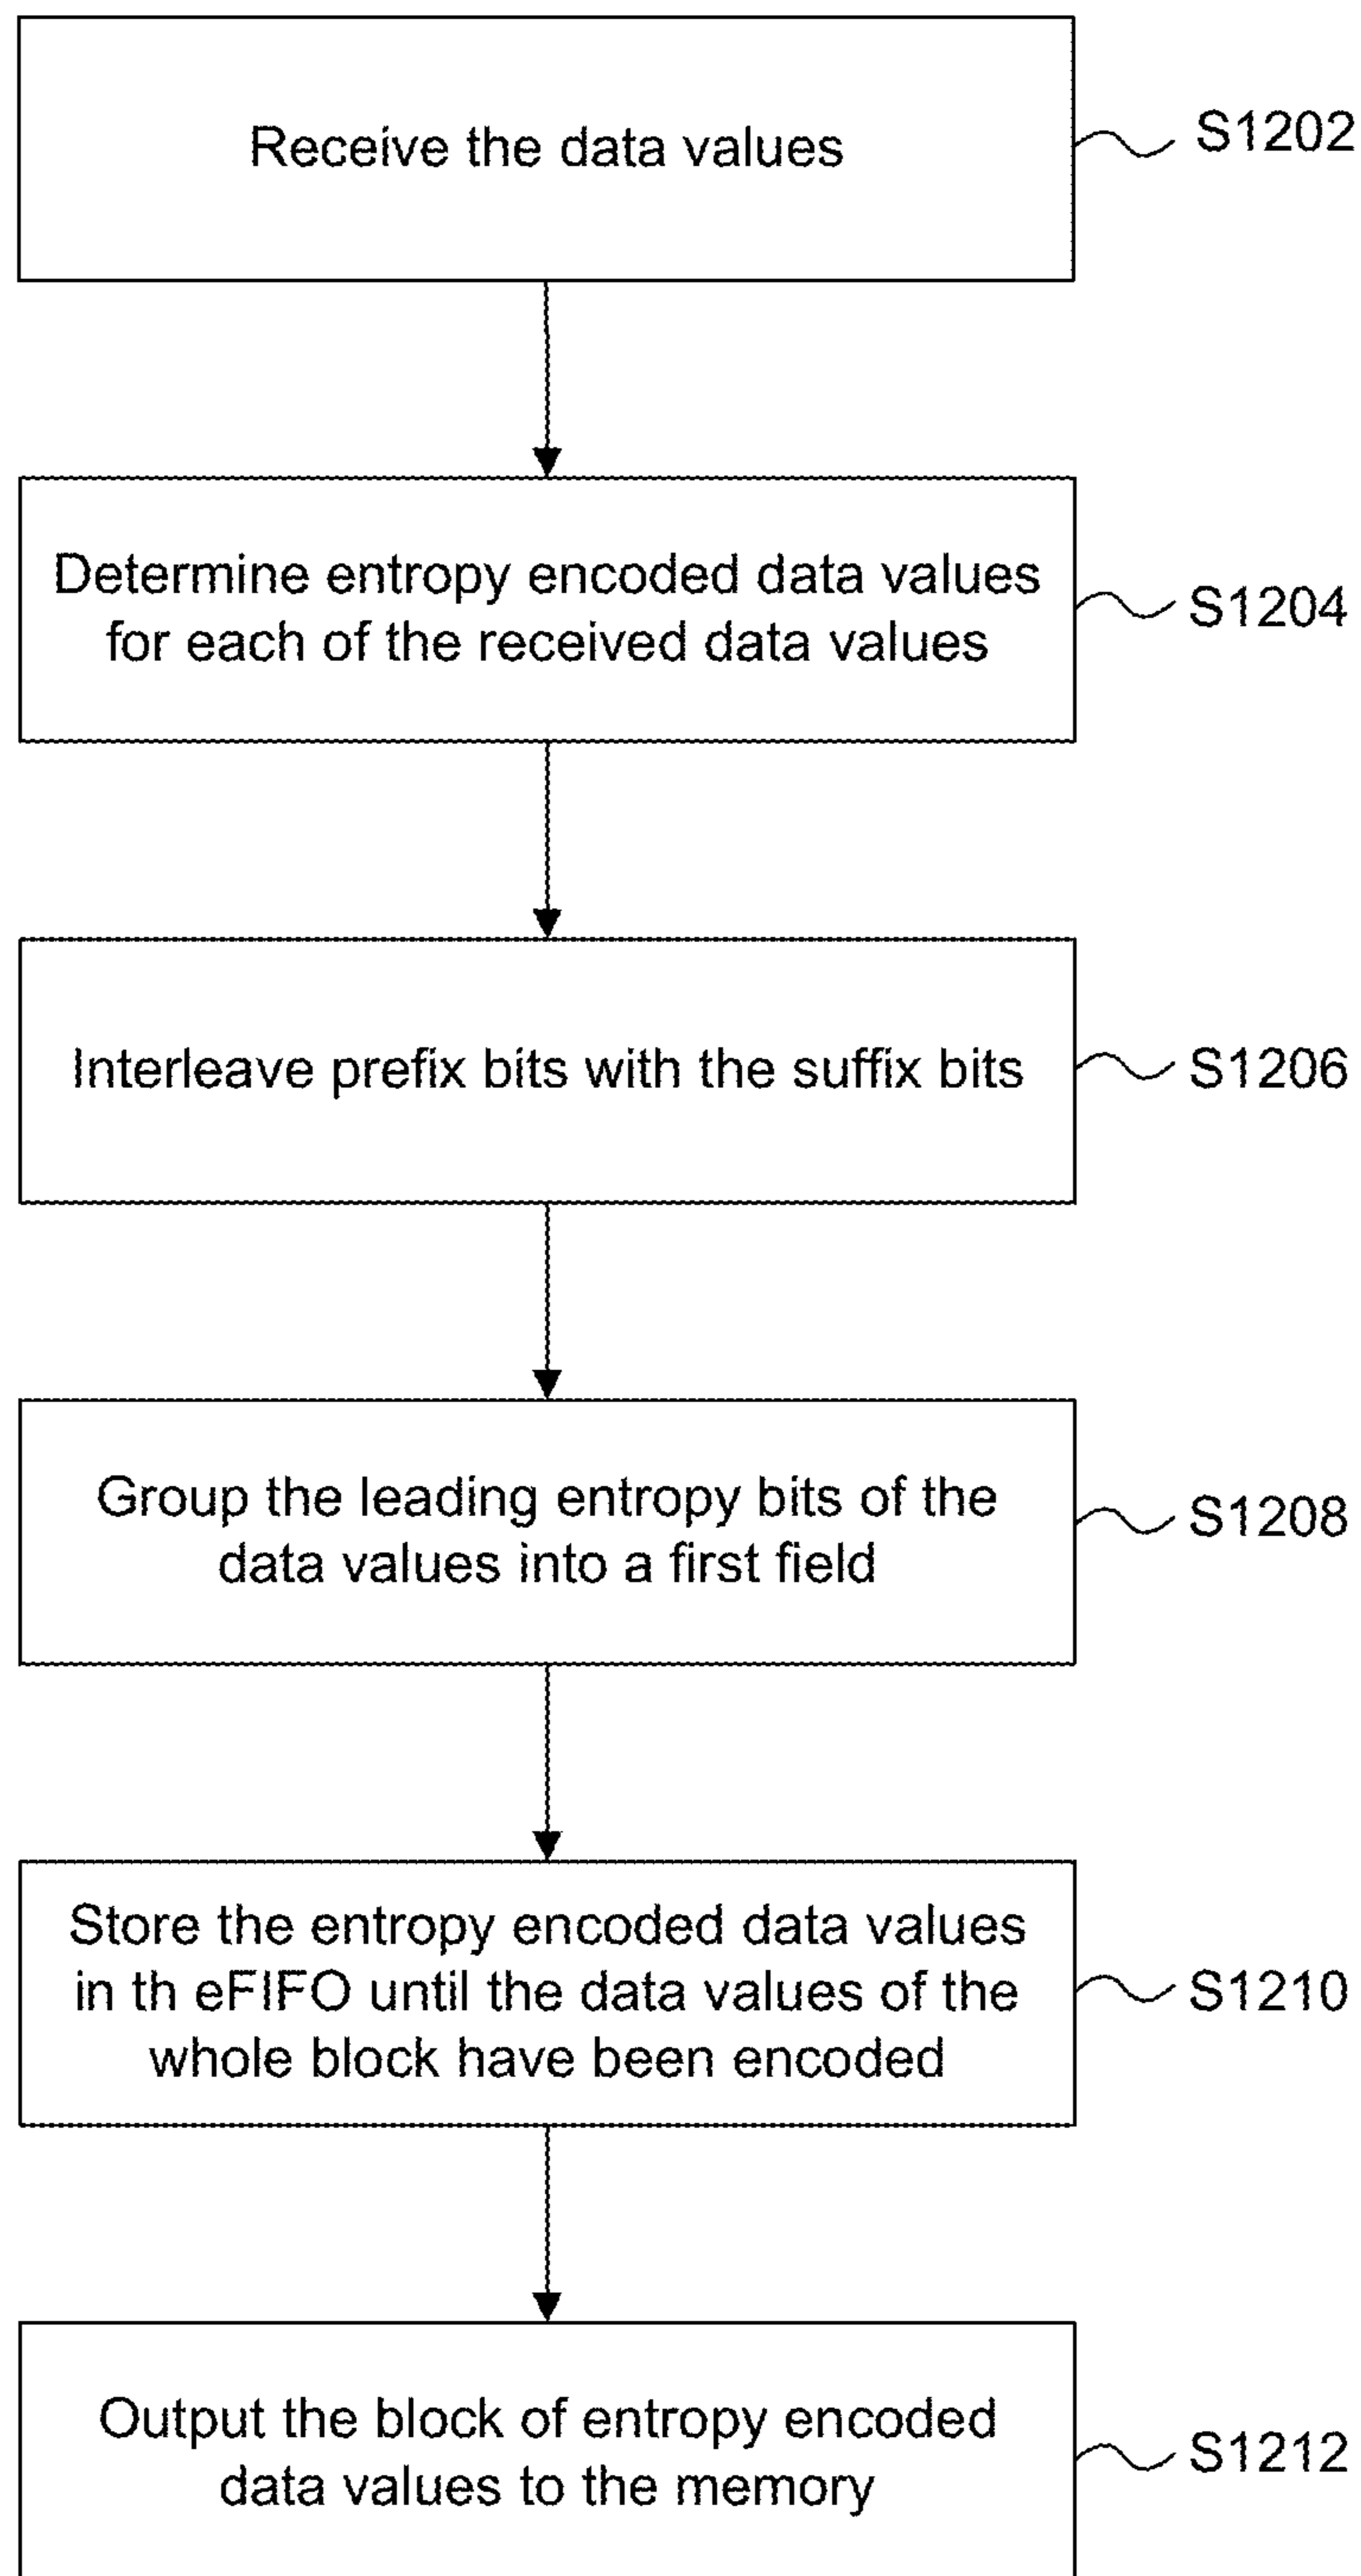 Receive the data values
S1202
Determine entropy encoded data values
for each of the received data values
S1204
Interleave prefix bits with the suffix bits
S1206
Group the leading entropy bits of the
data values into a first field
S1208
Store the entropy encoded data values
in th eFIFO until the data values of the
whole block have been encoded
S1210
Output the block of entropy encoded
data values to the memory
S1212